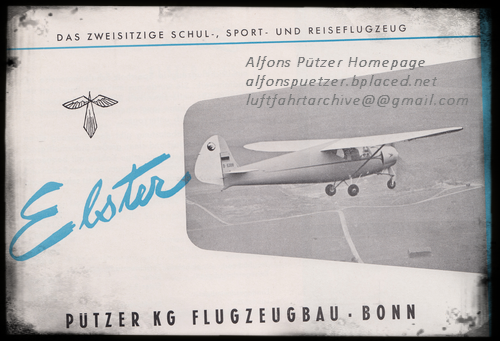 DAS ZWEISITZIGE SCHUL-, SPORT- UND REISEFLUGZEUG
Alfons Pützer Homepage
alfonspuetzer.bplaced.net
luftfahrtarchive@@gmail.com
Elster
PÜTZER KG FLUGZEUGBAU · BONN